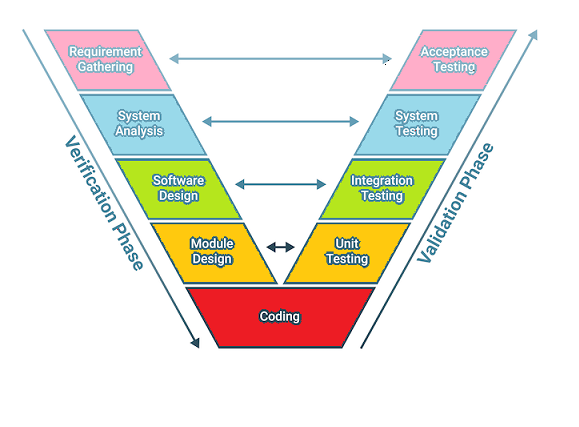 Requirement
Gathering
Acceptance
Testing
System
Analysis
System
Testing
Software
Design
Integration
Testing
Module
Design
Unit
Testing
Coding
Verification Phase
Validation Phase